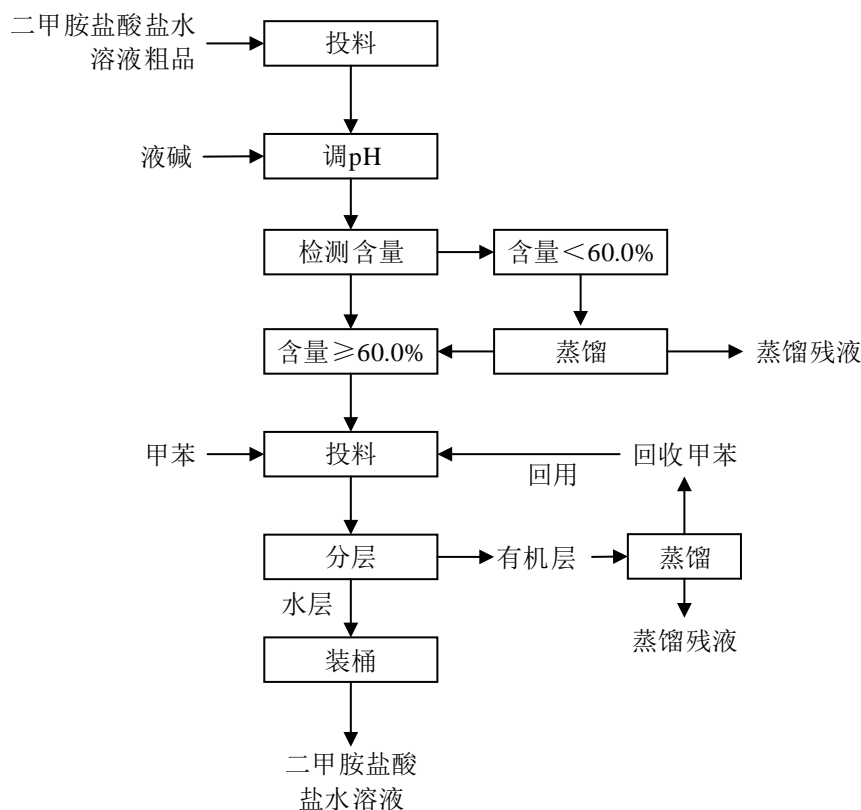 二甲胺盐酸盐水
溶液粗品
投料
液碱
调pH
检测含量
含量＜60.0%
含量≥60.0%
蒸馏
蒸馏残液
甲苯
投料
回用
回收甲苯
分层
有机层
蒸馏
水层
蒸馏残液
装桶
二甲胺盐酸
盐水溶液